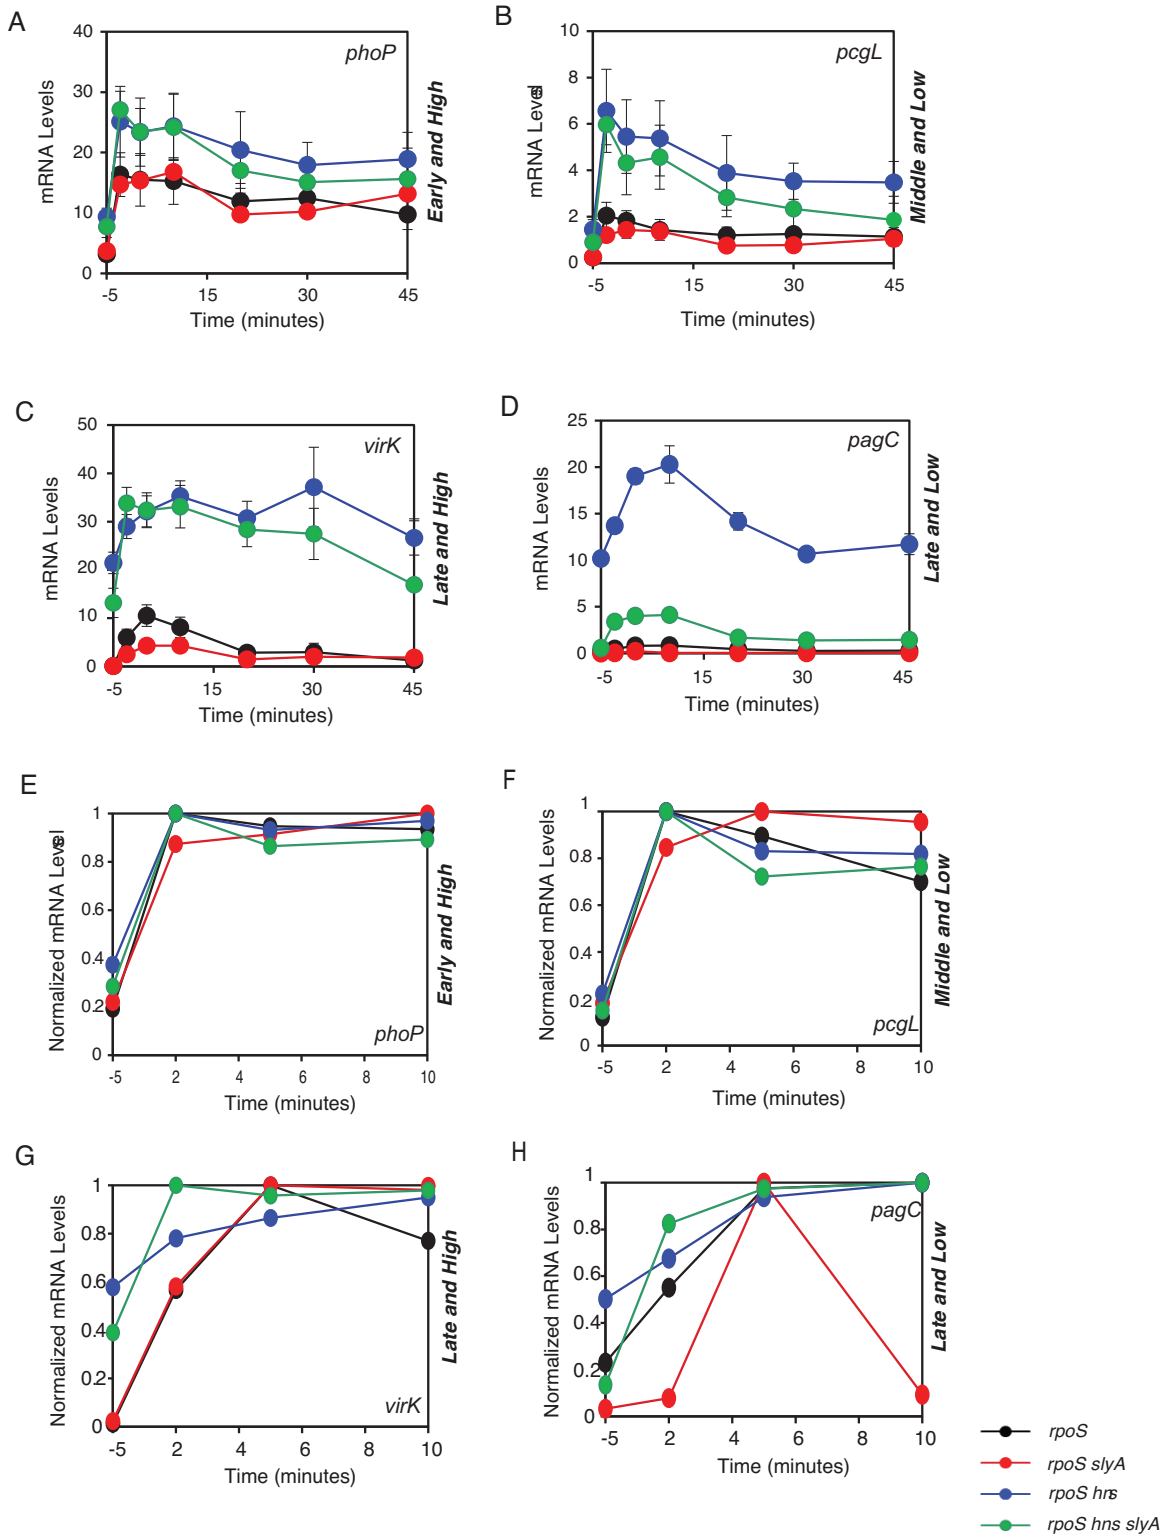 A
phoP
mRNA Levels
40
30
20
10
0
-5
15
30
45
Time (minutes)
Early and High
B
pcgL
10
8
6
4
2
0
-5
15
30
45
Time (minutes)
Middle and Low
C
virK
mRNA Levels
50
40
30
20
10
0
-5
15
30
45
Time (minutes)
Late and High
D
pagC
mRNA Levels
25
20
15
10
5
0
-5
15
30
45
Time (minutes)
Late and Low
E
phoP
Normalized mRNA
1
0.8
0.6
0.4
0.2
0
-5
2
4
6
8
10
Time (minutes)
Early and High
F
pcgL
Normalized mRNA Levels
1
0.8
0.6
0.4
0.2
0
-5
2
4
6
8
10
Time (minutes)
Middle and Low
G
virK
Normalized mRNA Levels
1
0.8
0.6
0.4
0.2
0
-5
2
4
6
8
10
Time (minutes)
Late and High
H
pagC
Normalized mRNA Levels
1
0.8
0.6
0.4
0.2
0
-5
2
4
6
8
10
Time (minutes)
Late and Low
rpoS
rpoS slyA
rpoS hns
rpoS hns slyA